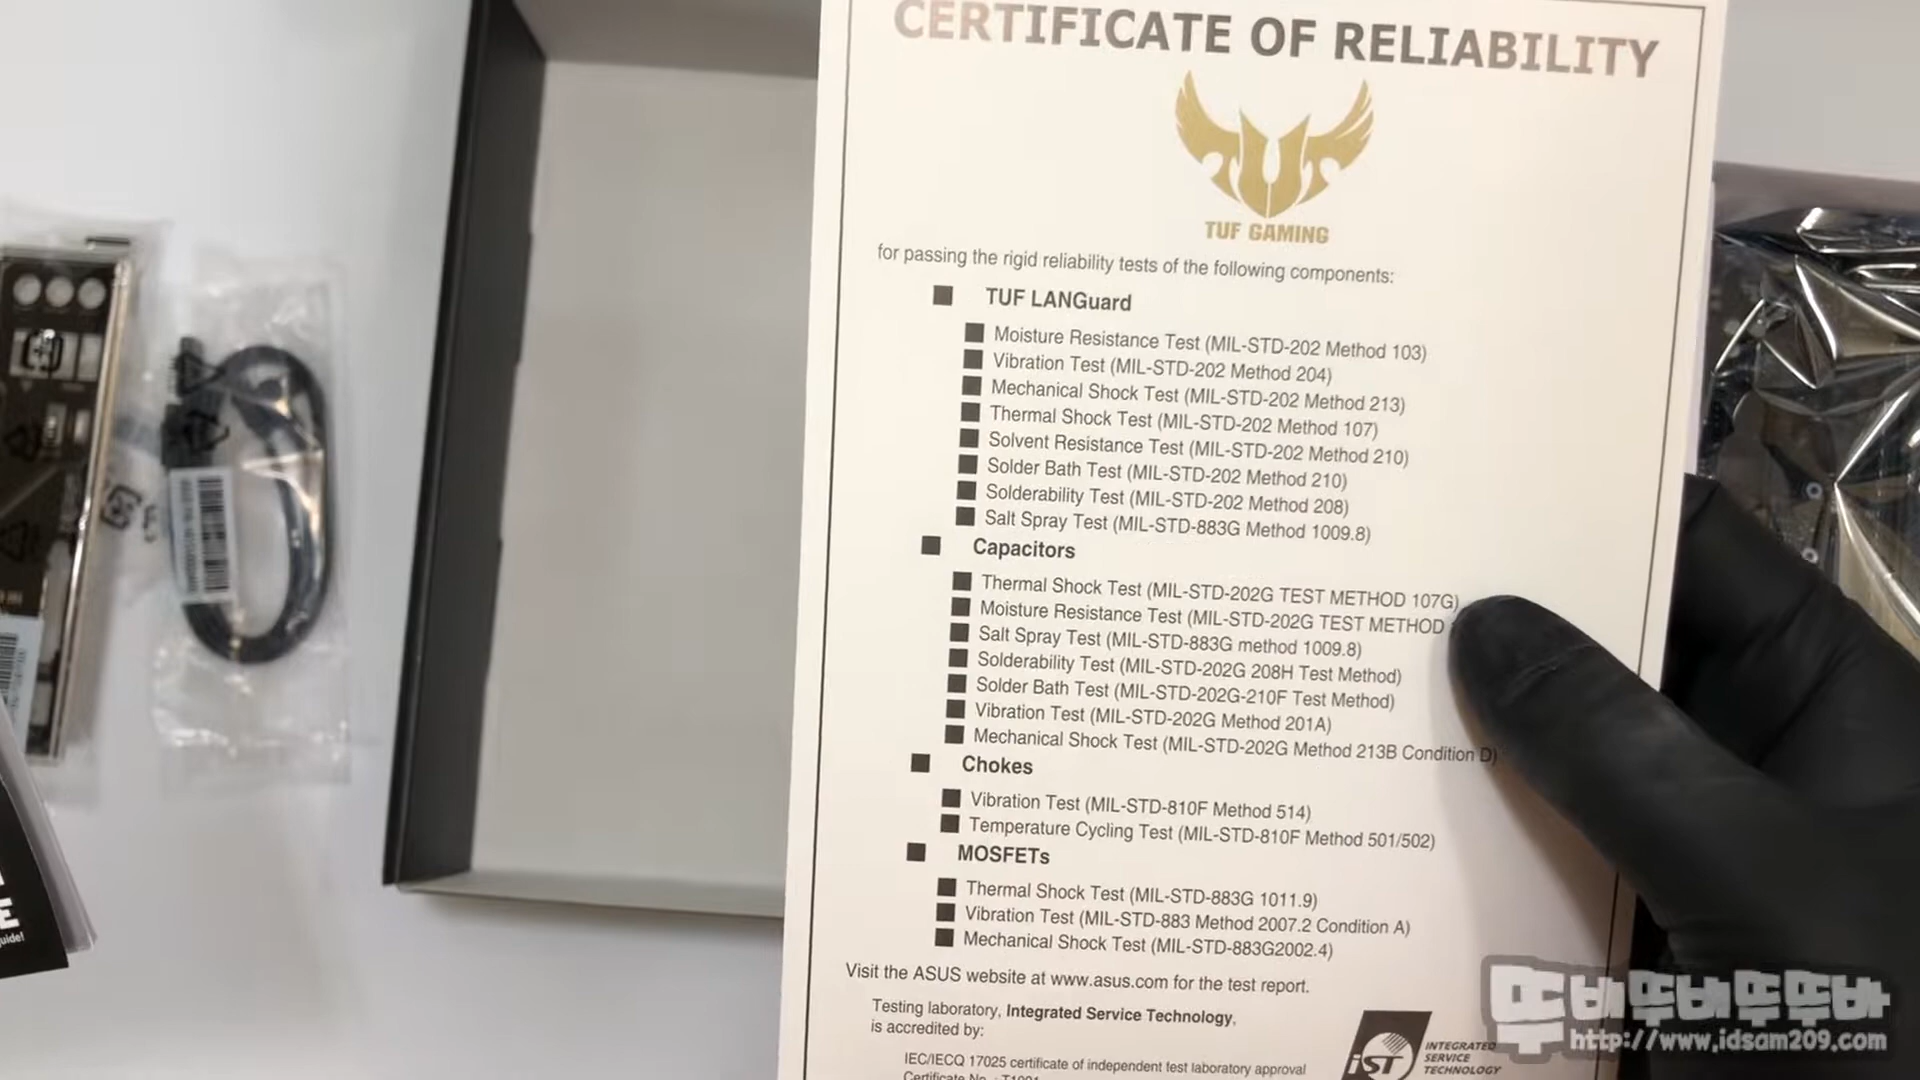 CERTIFICATE OF RELIABILITY
TUF GAMING
for passing the rigid reliability tests of the following components:
TUF LANGuard
Moisture Resistance Test (MIL-STD-202 Method 103)
Vibration Test (MIL-STD-202 Method 204)
Mechanical Shock Test (MIL-STD-202 Method 213)
Thermal Shock Test (MIL-STD-202 Method 107)
Solvent Resistance Test (MIL-STD-202 Method 210)
Solder Bath Test (MIL-STD-202 Method 210)
Solderability Test (MIL-STD-202 Method 208)
Salt Spray Test (MIL-STD-883G Method 1009.8)
Capacitors
Thermal Shock Test (MIL-STD-202G TEST METHOD 107G)
Moisture Resistance Test (MIL-STD-202G TEST METHOD
Salt Spray Test (MIL-STD-883G method 1009.8)
Solderability Test (MIL-STD-202G 208H Test Method)
Solder Bath Test (MIL-STD-202G-210F Test Method)
Vibration Test (MIL-STD-202G Method 201A)
Mechanical Shock Test (MIL-STD-202G Method 213B Condition D)
Chokes
Vibration Test (MIL-STD-810F Method 514)
Temperature Cycling Test (MIL-STD-810F Method 501/502)
MOSFETs
Thermal Shock Test (MIL-STD-883G 1011.9)
Vibration Test (MIL-STD-883 Method 2007.2 Condition A)
Mechanical Shock Test (MIL-STD-883G2002.4)
Visit the ASUS website at www.asus.com for the test report.
Testing laboratory, Integrated Service Technology,
is accredited by:
IEC/IECQ 17025 certificate of independent test laboratory approval
iST
INTEGRATED
SERVICE
TECHNOLOGY
http://www.idsam209.com
guide!